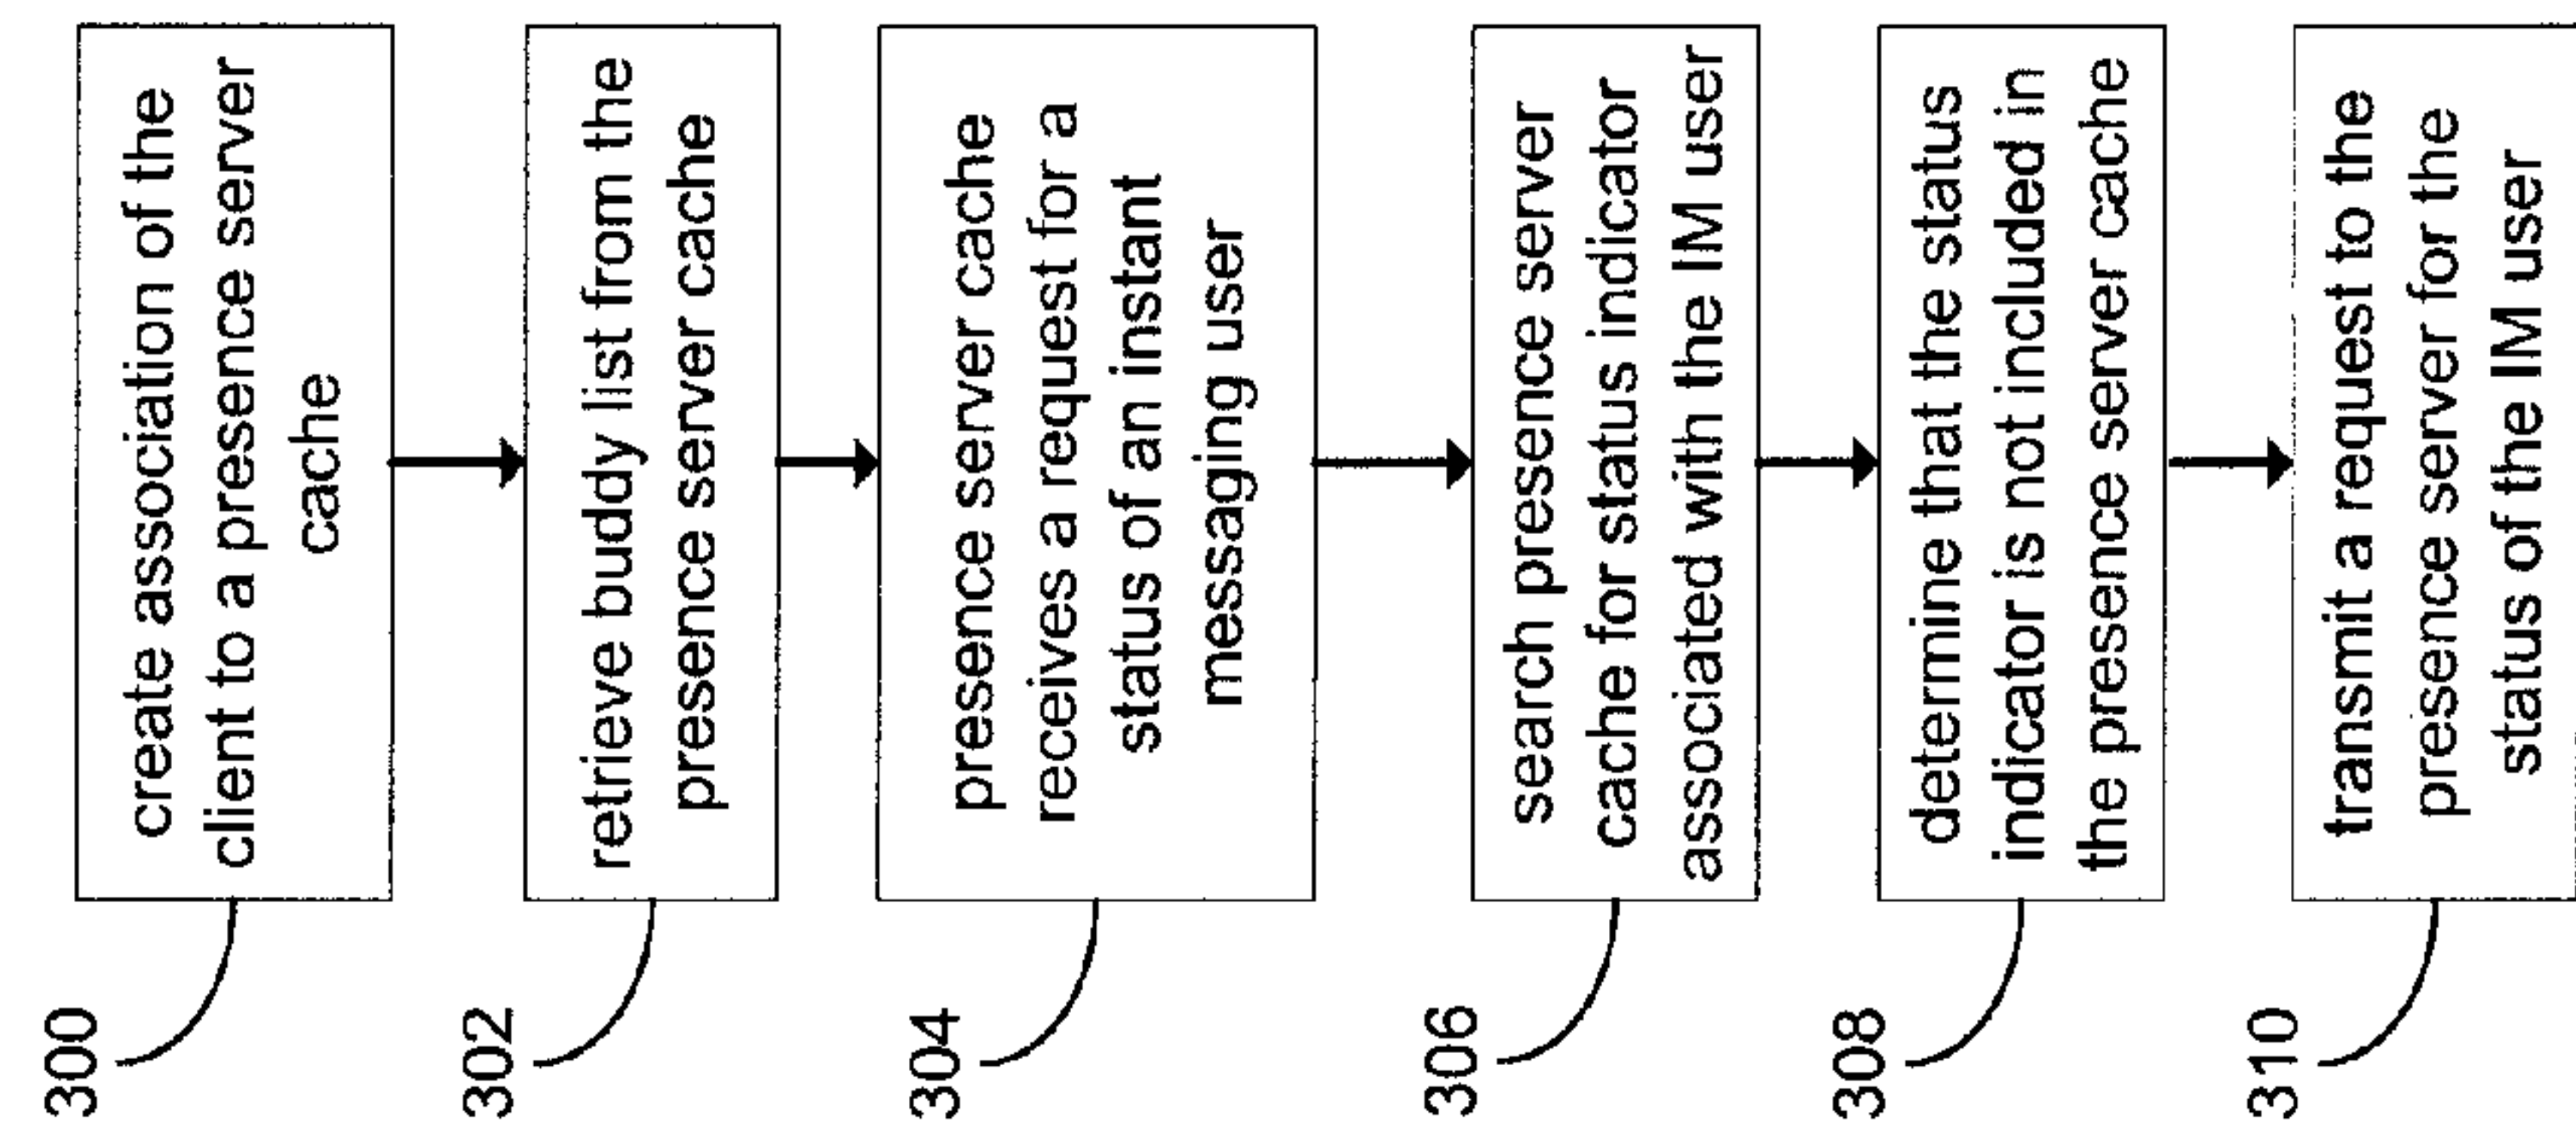 300
create association of the
client to a presence server
cache
302
retrieve buddy list from the
presence server cache
304
presence server cache
receives a request for a
status of an instant
messaging user
306
search presence server
cache for status indicator
associated with the IM user
308
determine that the status
indicator is not included in
the presence server cache
310
transmit a request to the
presence server for the
status of the IM user